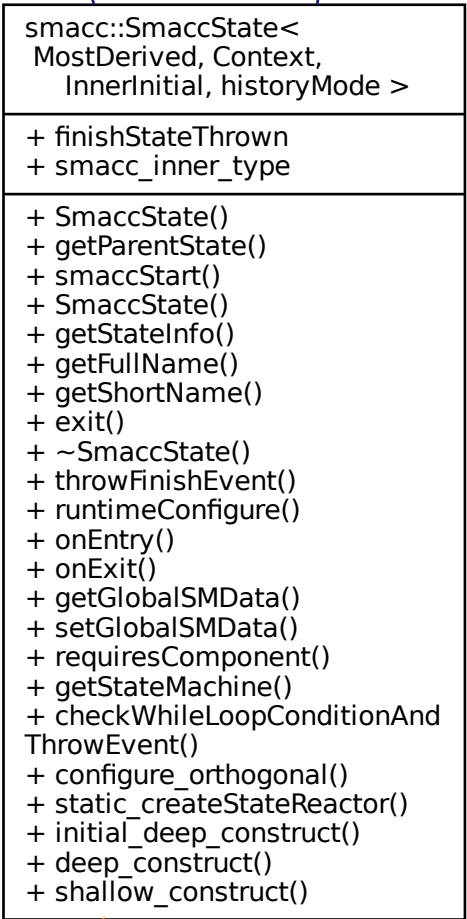 smacc::SmaccState<
MostDerived, Context,
InnerInitial, historyMode >
+ finishStateThrown
+ smacc_inner_type
+ SmaccState()
+ getParentState()
+ smaccStart()
+ SmaccState()
+ getStateInfo()
+ getFullName()
+ getShortName()
+ exit()
+ ~SmaccState()
+ throwFinishEvent()
+ runtimeConfigure()
+ onEntry()
+ onExit()
+ getGlobalSMData()
+ setGlobalSMData()
+ requiresComponent()
+ getStateMachine()
+ checkWhileLoopConditionAnd
ThrowEvent()
+ configure_orthogonal()
+ static_createStateReactor()
+ initial_deep_construct()
+ deep_construct()
+ shallow_construct()